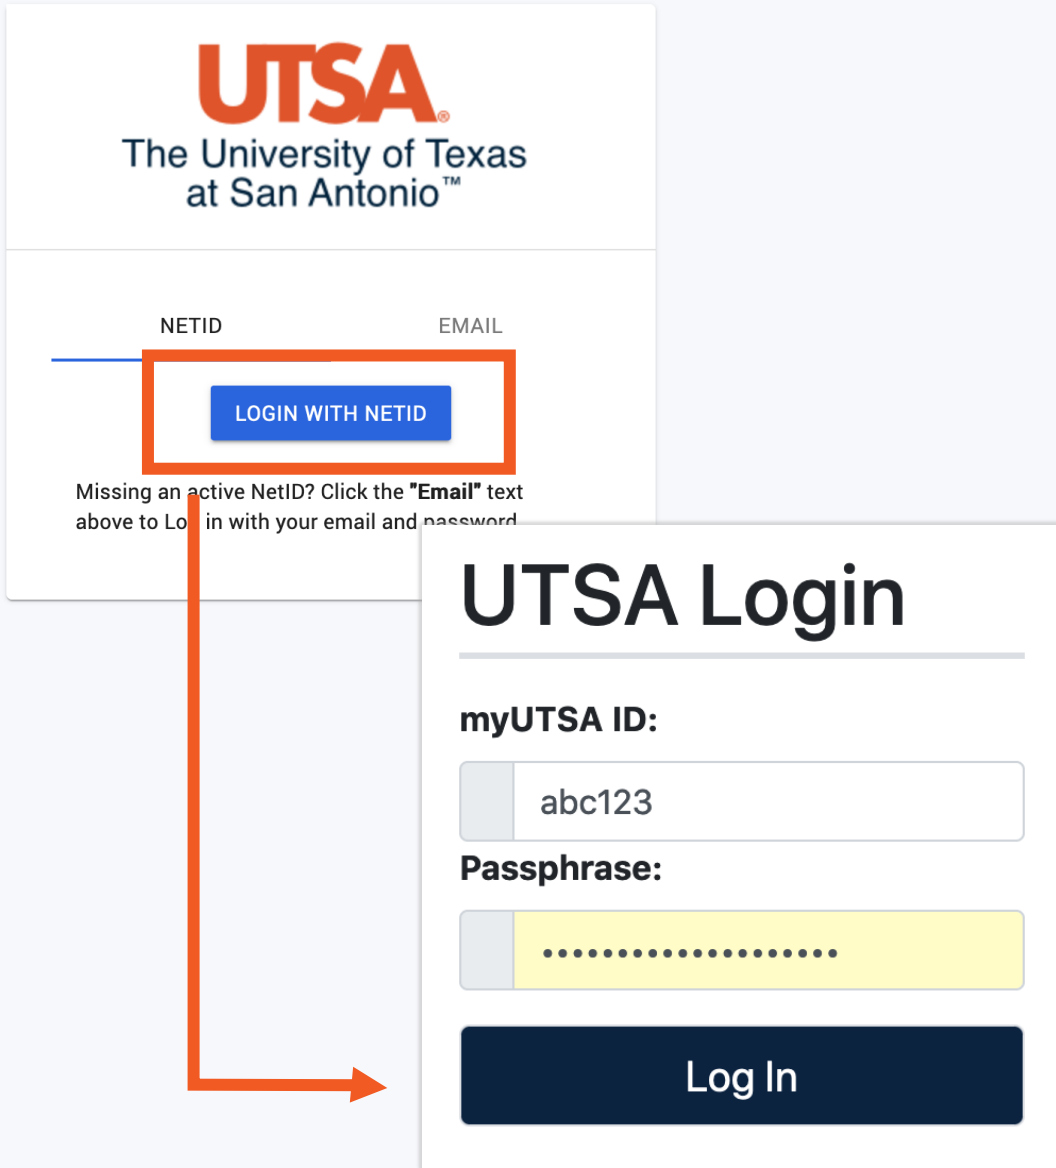 UTSA®
The University of Texas
at San Antonio™
NETID
EMAIL
LOGIN WITH NETID
Missing an active NetID? Click the "Email" text
above to Log in with your email and password
UTSA Login
myUTSA ID:
abc123
Passphrase:
••••••••••••••••••••
Log In